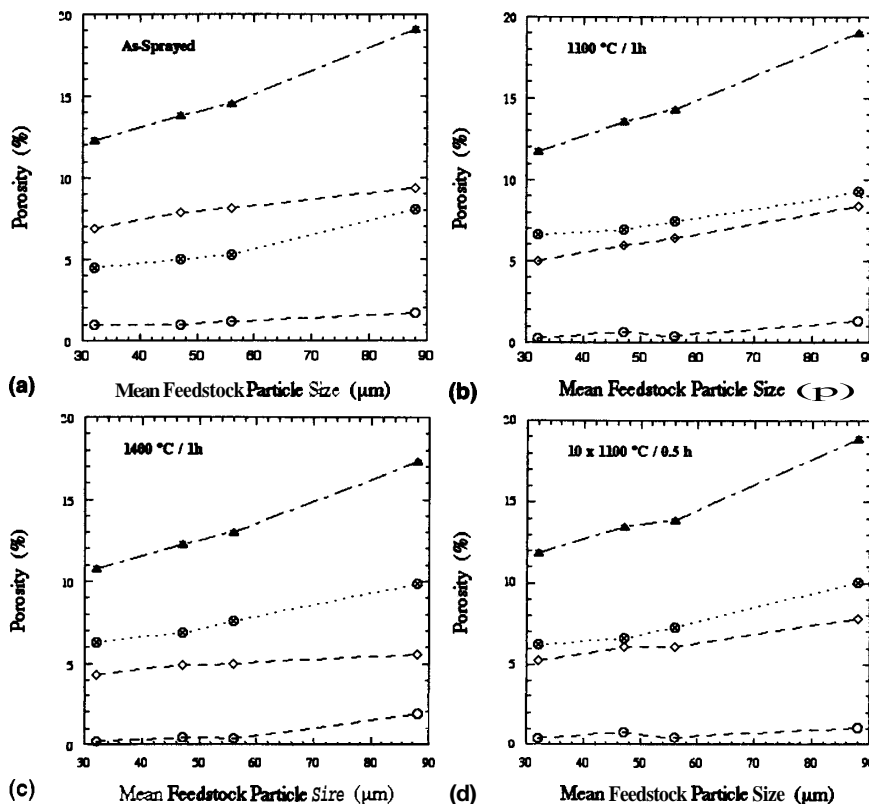 As-Sprayed
20
15
10
5
0
Porosity (%)
30 40 50 60 70 80 90
(a) Mean Feedstock Particle Size (μm)
1100 °C / 1h
20
15
10
5
0
Porosity (%)
30 40 50 60 70 80 90
(b) Mean Feedstock Particle Size (p)
1400 °C / 1h
20
15
10
5
0
Porosity (%)
30 40 50 60 70 80 90
(c) Mean Feedstock Particle Sire (μm)
10 x 1100 °C / 0.5 h
20
15
10
5
0
Porosity (%)
30 40 50 60 70 80 90
(d) Mean Feedstock Particle Size (μm)